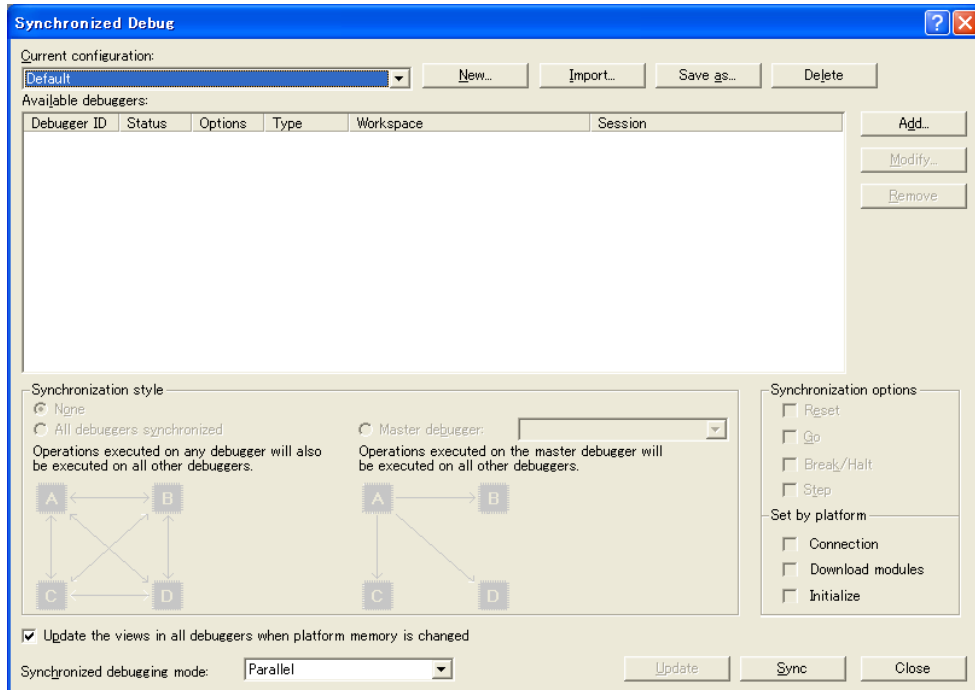 Synchronized Debug
Current configuration:
Default
New...
Import...
Save as...
Delete
Available debuggers:
Debugger ID Status Options Type Workspace Session
Add...
Modify...
Remove
Synchronization style
None
All debuggers synchronized
Operations executed on any debugger will also
be executed on all other debuggers.
A B
C D
Master debugger:
Operations executed on the master debugger will
be executed on all other debuggers.
A B
C D
Synchronization options
Reset
Go
Break/Halt
Step
Set by platform
Connection
Download modules
Initialize
Update the views in all debuggers when platform memory is changed
Synchronized debugging mode: Parallel
Update
Sync
Close